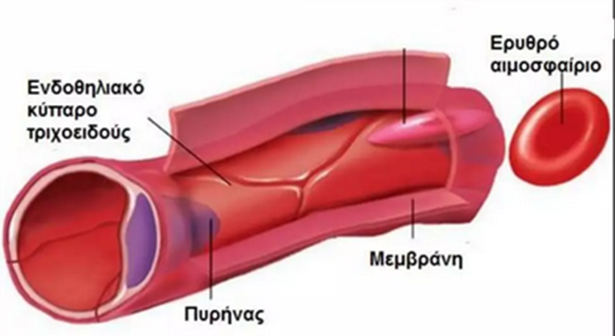 Ενδοθηλιακό
κύπαρο
τριχοειδούς
Ερυθρό
αιμοσφαίριο
Μεμβράνη
Πυρήνας